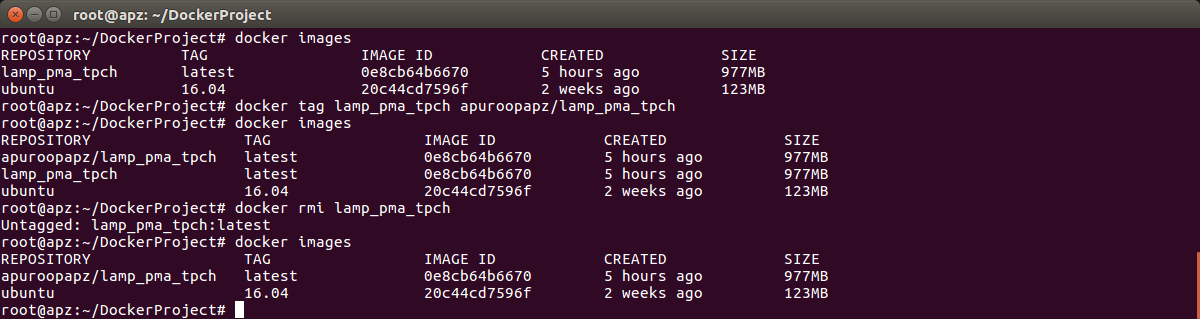 root@apz: ~/DockerProject
root@apz:~/DockerProject# docker images
REPOSITORY TAG IMAGE ID CREATED SIZE
lamp_pma_tpch latest 0e8cb64b6670 5 hours ago 977MB
ubuntu 16.04 20c44cd7596f 2 weeks ago 123MB
root@apz:~/DockerProject# docker tag lamp_pma_tpch apuroopapz/lamp_pma_tpch
root@apz:~/DockerProject# docker images
REPOSITORY TAG IMAGE ID CREATED SIZE
apuroopapz/lamp_pma_tpch latest 0e8cb64b6670 5 hours ago 977MB
lamp_pma_tpch latest 0e8cb64b6670 5 hours ago 977MB
ubuntu 16.04 20c44cd7596f 2 weeks ago 123MB
root@apz:~/DockerProject# docker rmi lamp_pma_tpch
Untagged: lamp_pma_tpch:latest
root@apz:~/DockerProject# docker images
REPOSITORY TAG IMAGE ID CREATED SIZE
apuroopapz/lamp_pma_tpch latest 0e8cb64b6670 5 hours ago 977MB
ubuntu 16.04 20c44cd7596f 2 weeks ago 123MB
root@apz:~/DockerProject#